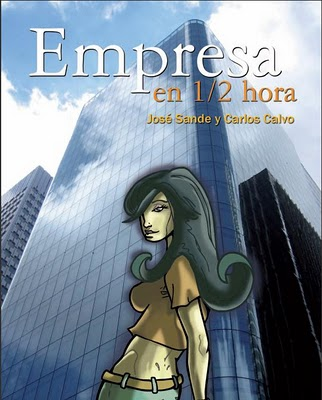 Empresa
en 1/2 hora
José Sande y Carlos Calvo